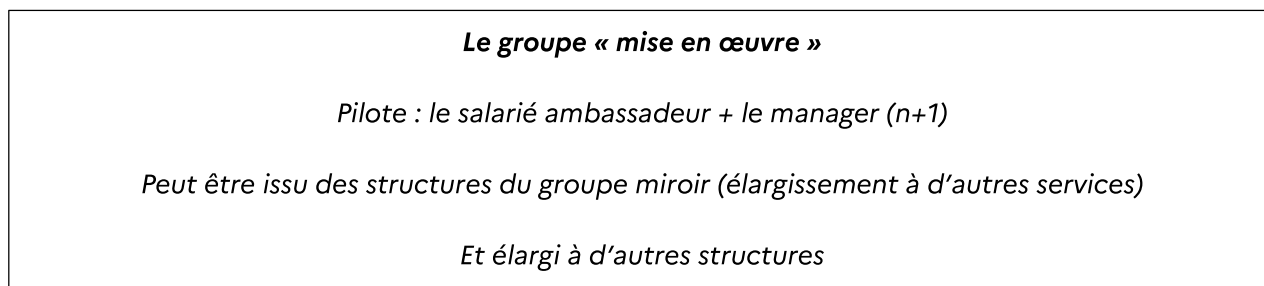 Le groupe « mise en œuvre »
Pilote : le salarié ambassadeur + le manager (n+1)
Peut être issu des structures du groupe miroir (élargissement à d’autres services)
Et élargi à d’autres structures